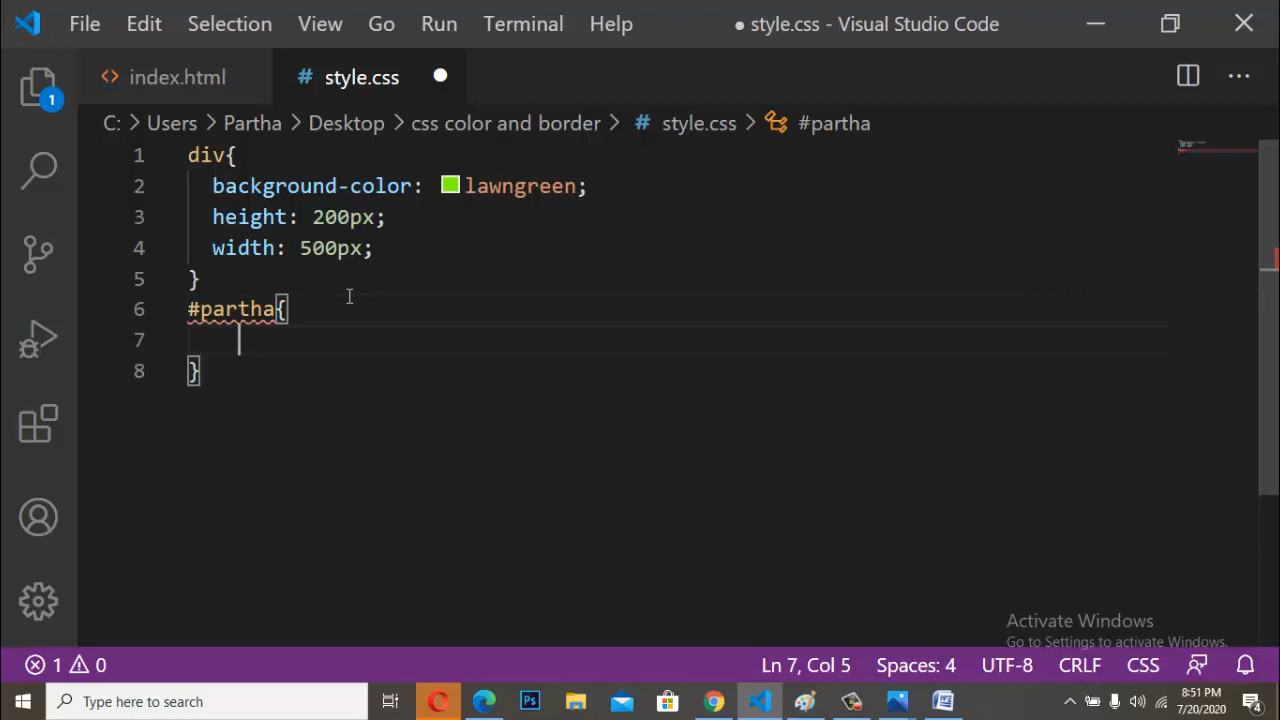 File Edit Selection View Go Run Terminal Help ● style.css - Visual Studio Code
<> index.html # style.css
1
C: > Users > Partha > Desktop > css color and border > # style.css > #partha
1 div{
2 background-color: lawngreen;
3 height: 200px;
4 width: 500px;
5 }
6 #partha{
7
8 }
Activate Windows
Go to Settings to activate Windows.
1 0 Ln 7, Col 5 Spaces: 4 UTF-8 CRLF CSS
Type here to search
Ps
W
8:51 PM
7/20/2020
4